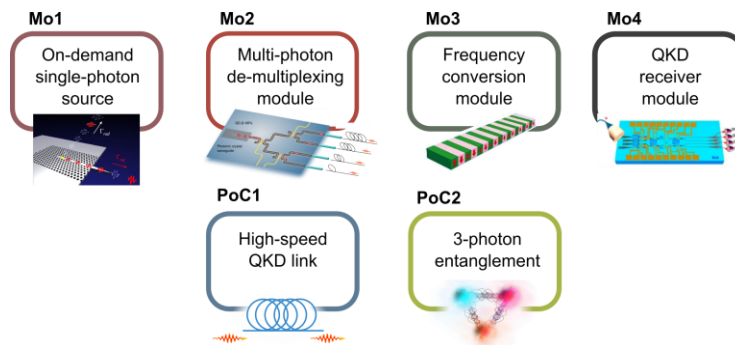 Mo1
On-demand
single-photon
source
Mo2
Multi-photon
de-multiplexing
module
Mo3
Frequency
conversion
module
Mo4
QKD
receiver
module
PoC1
High-speed
QKD link
PoC2
3-photon
entanglement